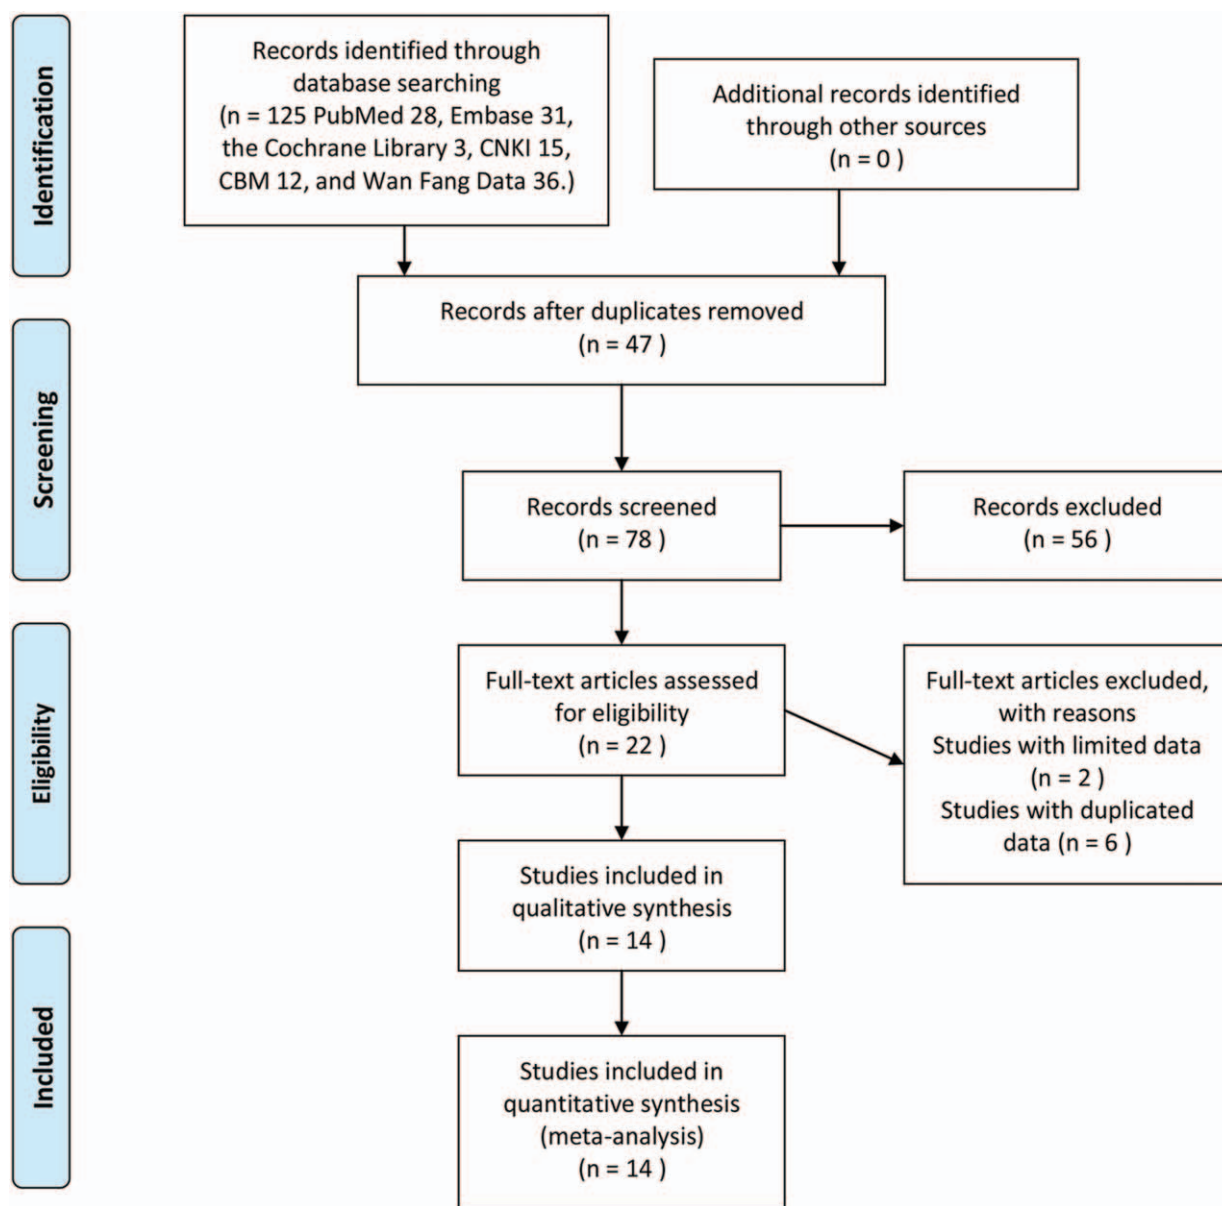 Identification
Records identified through
database searching
(n = 125 PubMed 28, Embase 31,
the Cochrane Library 3, CNKI 15,
CBM 12, and Wan Fang Data 36.)
Additional records identified
through other sources
(n = 0 )
Records after duplicates removed
(n = 47 )
Screening
Records screened
(n = 78 )
Records excluded
(n = 56 )
Eligibility
Full-text articles assessed
for eligibility
(n = 22 )
Full-text articles excluded,
with reasons
Studies with limited data
(n = 2 )
Studies with duplicated
data (n = 6 )
Studies included in
qualitative synthesis
(n = 14 )
Included
Studies included in
quantitative synthesis
(meta-analysis)
(n = 14 )